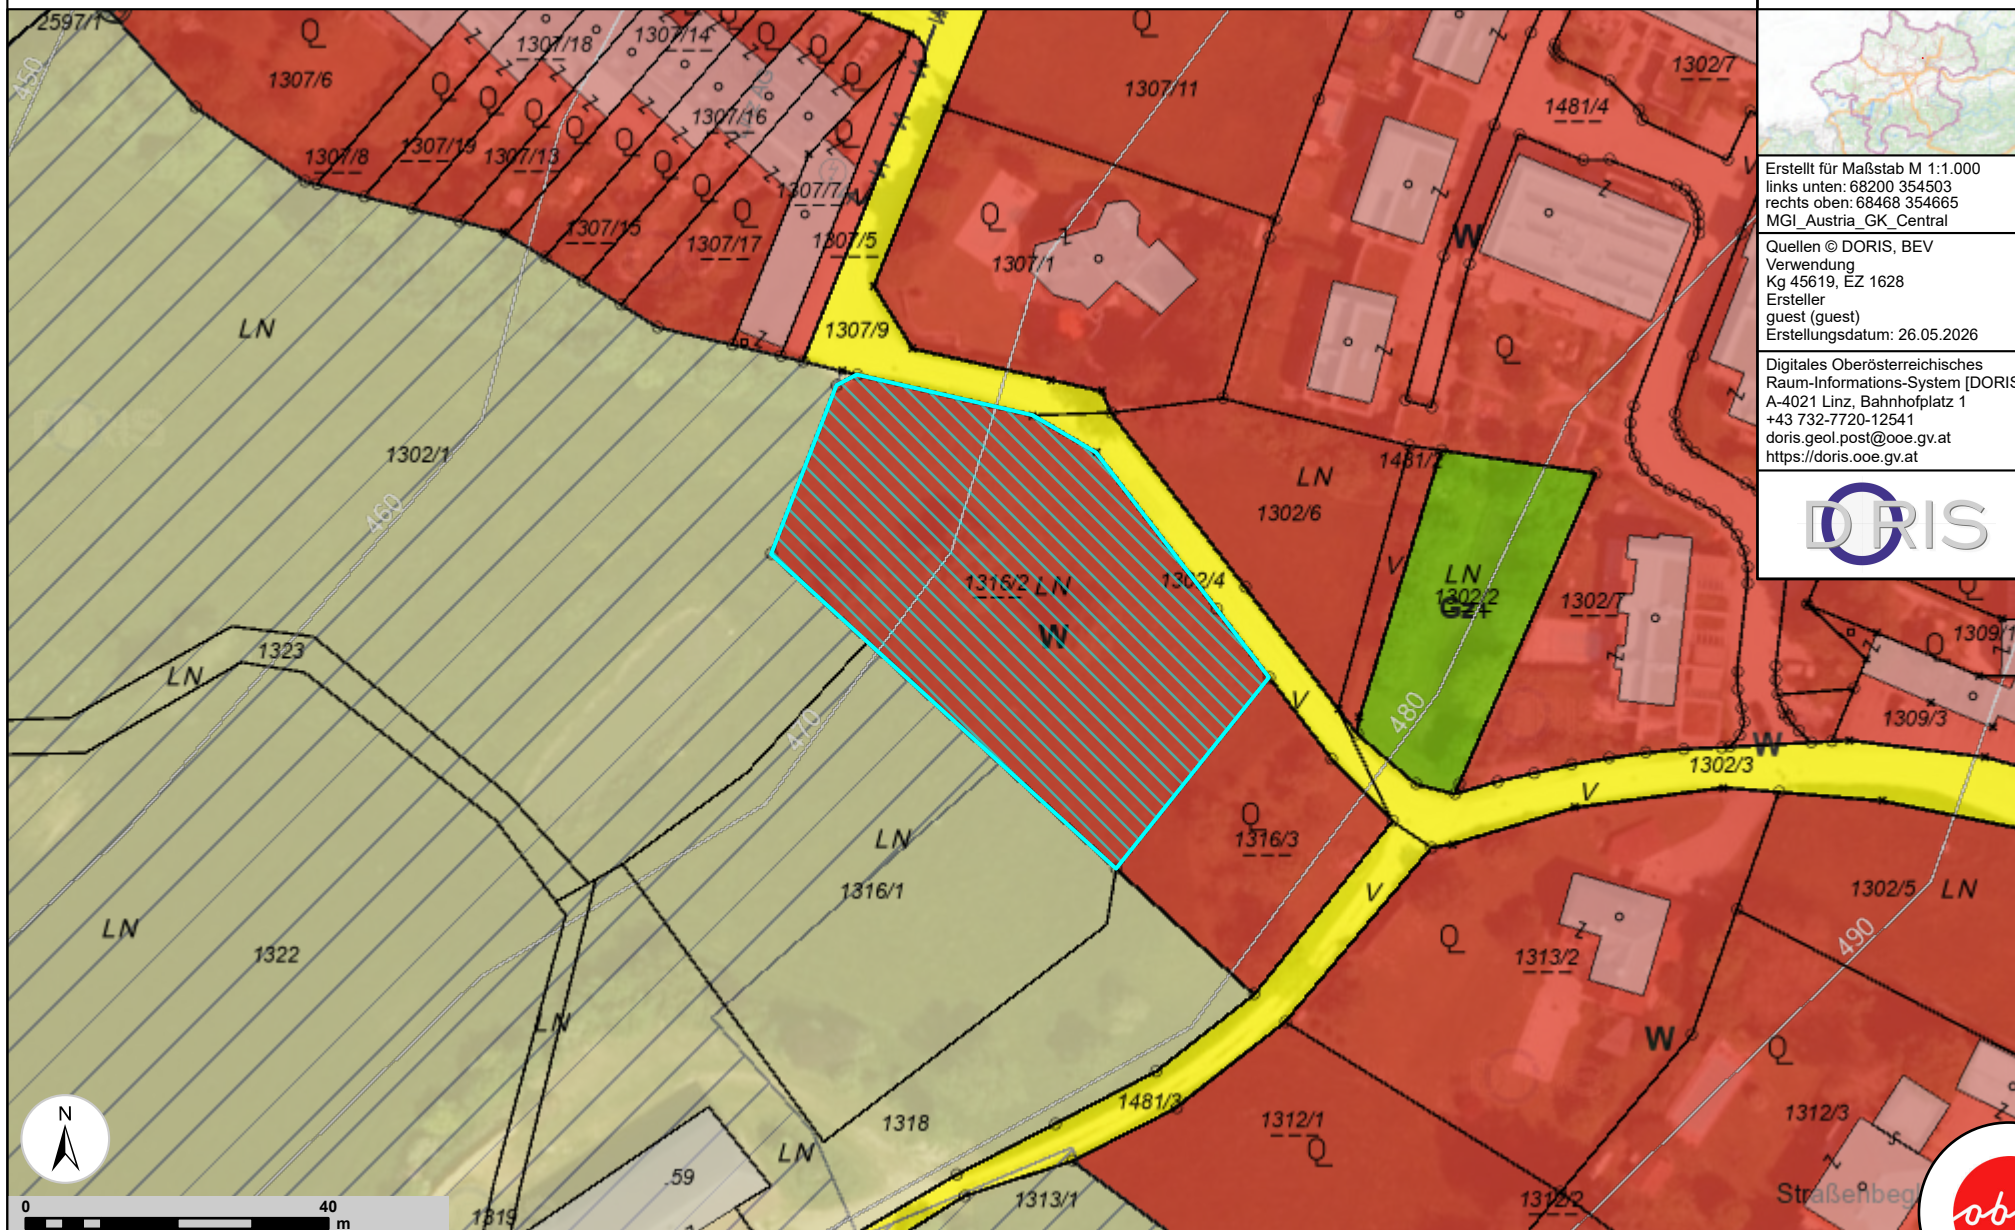 2597/1
450
Q
1307/6
1307/18
Z
1307/14
Q
Q
Q
Q
1307/16
1307/8
1307/19
1307/13
1307/15
1307/17
1307/7
1307/5
Q
1307/11
1302/7
1481/4
Q
1307/1
W
1307/9
LN
1302/1
460
LN
1302/6
1481/2
Q
1302/4
1316/2 LN
W
LN
1302/2
1302/7
V
1323
LN
470
480
1309/3
W
1302/3
V
Q
1316/3
LN
1316/1
V
1302/5 LN
490
LN
1322
Q
1313/2
W
Q
LN
1481/3
1318
LN
1312/1
Q
1312/3
.59
1313/1
1312/2
1319
N
0 40
m
Erstellt für Maßstab M 1:1.000
links unten: 68200 354503
rechts oben: 68468 354665
MGI_Austria_GK_Central
Quellen © DORIS, BEV
Verwendung
Kg 45619, EZ 1628
Ersteller
guest (guest)
Erstellungsdatum: 26.05.2026
Digitales Oberösterreichisches
Raum-Informations-System [DORIS
A-4021 Linz, Bahnhofplatz 1
+43 732-7720-12541
doris.geol.post@ooe.gv.at
https://doris.ooe.gv.at
DORIS
ob